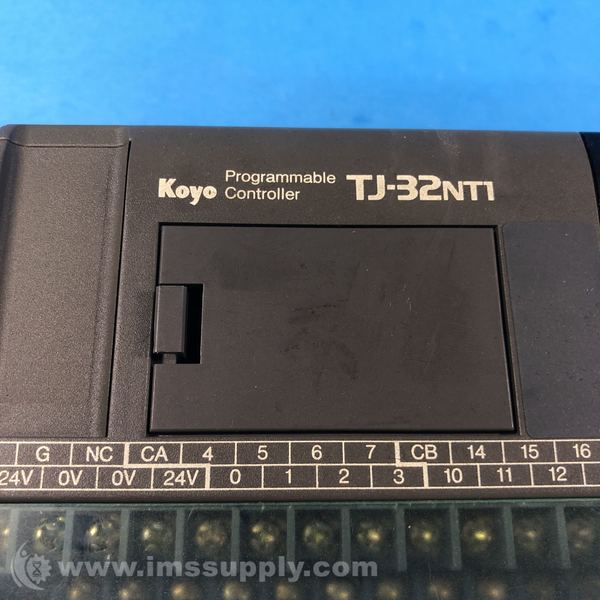 Koyo Programmable Controller TJ-32NT1
G NC CA 4 5 6 7 CB 14 15 16
24V 0V 0V 24V 0 1 2 3 10 11 12
www.imssupply.com